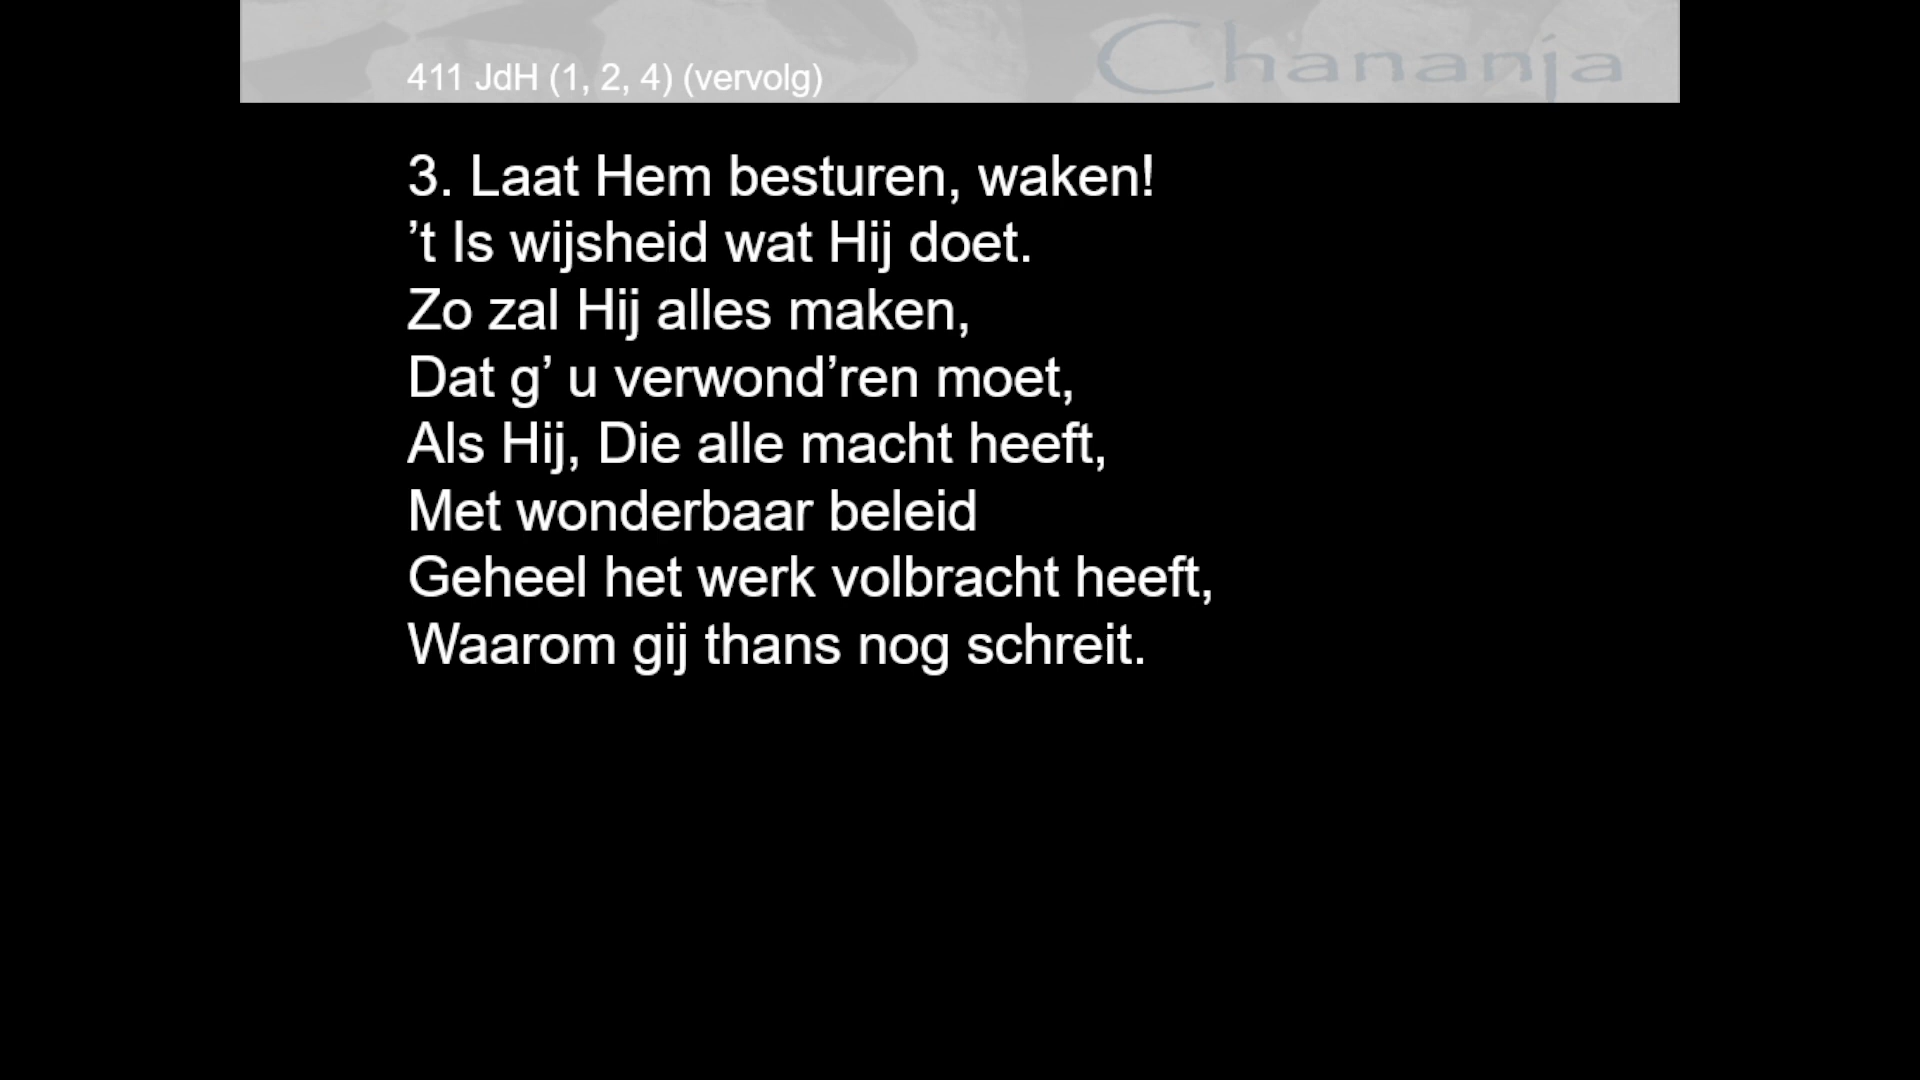 Chananja
411 JdH (1, 2, 4) (vervolg)
3. Laat Hem besturen, waken!
’t Is wijsheid wat Hij doet.
Zo zal Hij alles maken,
Dat g’ u verwond’ren moet,
Als Hij, Die alle macht heeft,
Met wonderbaar beleid
Geheel het werk volbracht heeft,
Waarom gij thans nog schreit.